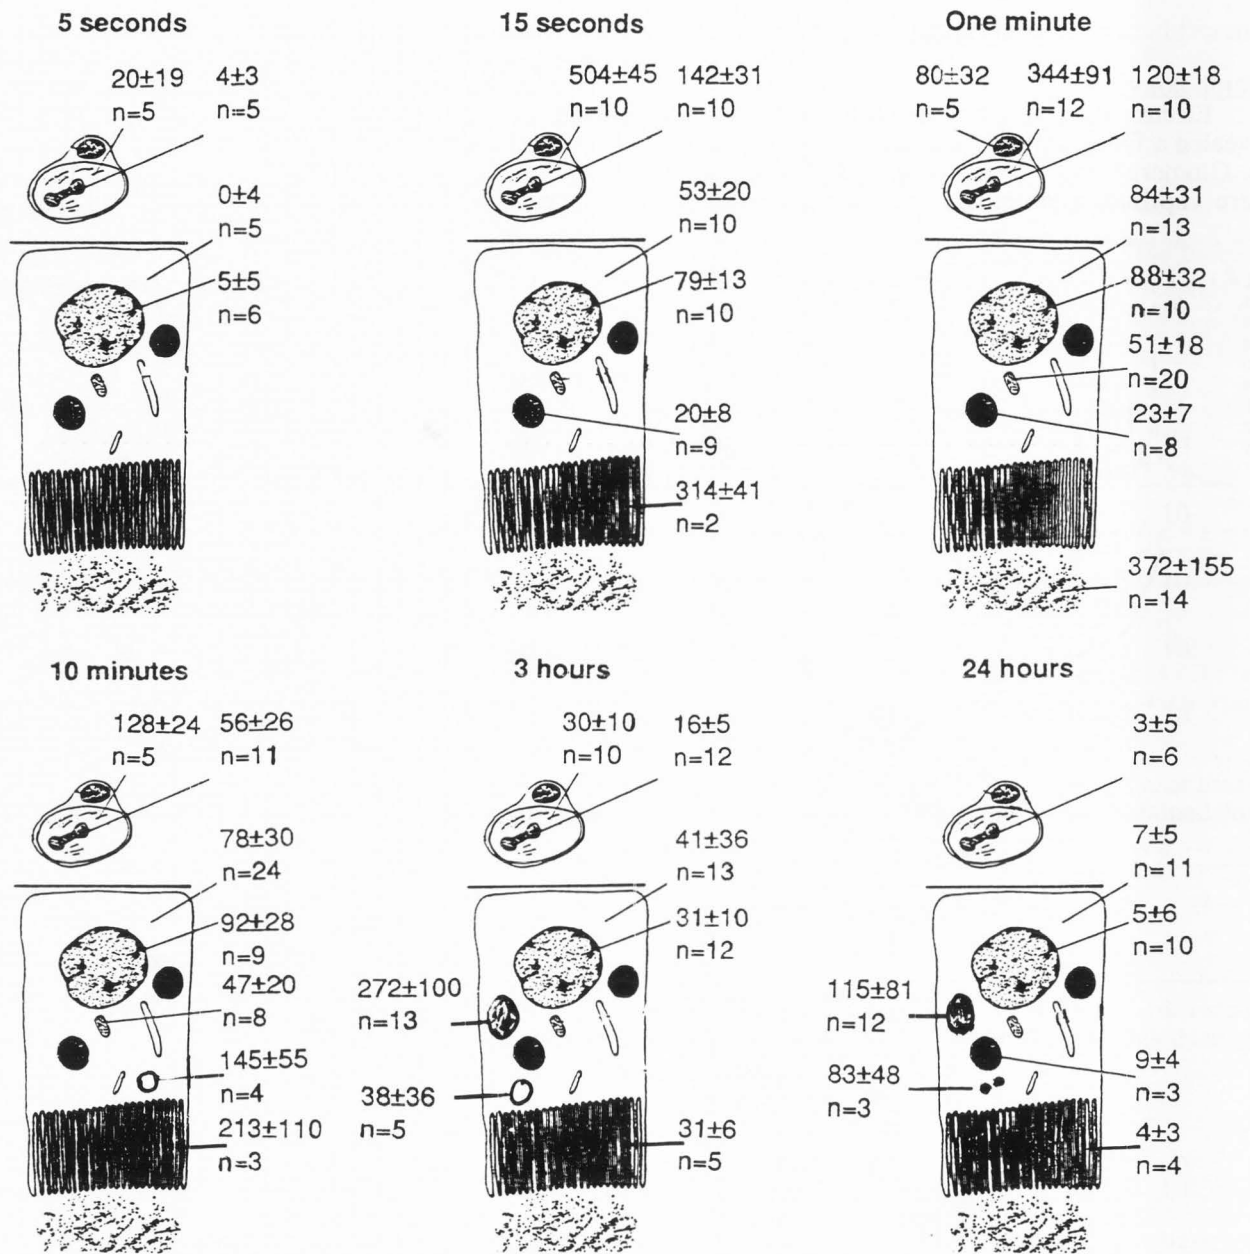 5 seconds
20±19 4±3
n=5 n=5
0±4
n=5
5±5
n=6
15 seconds
504±45 142±31
n=10 n=10
53±20
n=10
79±13
n=10
20±8
n=9
314±41
n=2
One minute
80±32 344±91 120±18
n=5 n=12 n=10
84±31
n=13
88±32
n=10
51±18
n=20
23±7
n=8
372±155
n=14
10 minutes
128±24 56±26
n=5 n=11
78±30
n=24
92±28
n=9
47±20
n=8
145±55
n=4
213±110
n=3
3 hours
30±10 16±5
n=10 n=12
41±36
n=13
31±10
n=12
272±100
n=13
38±36
n=5
31±6
n=5
24 hours
3±5
n=6
7±5
n=11
5±6
n=10
115±81
n=12
9±4
n=3
83±48
n=3
4±3
n=4